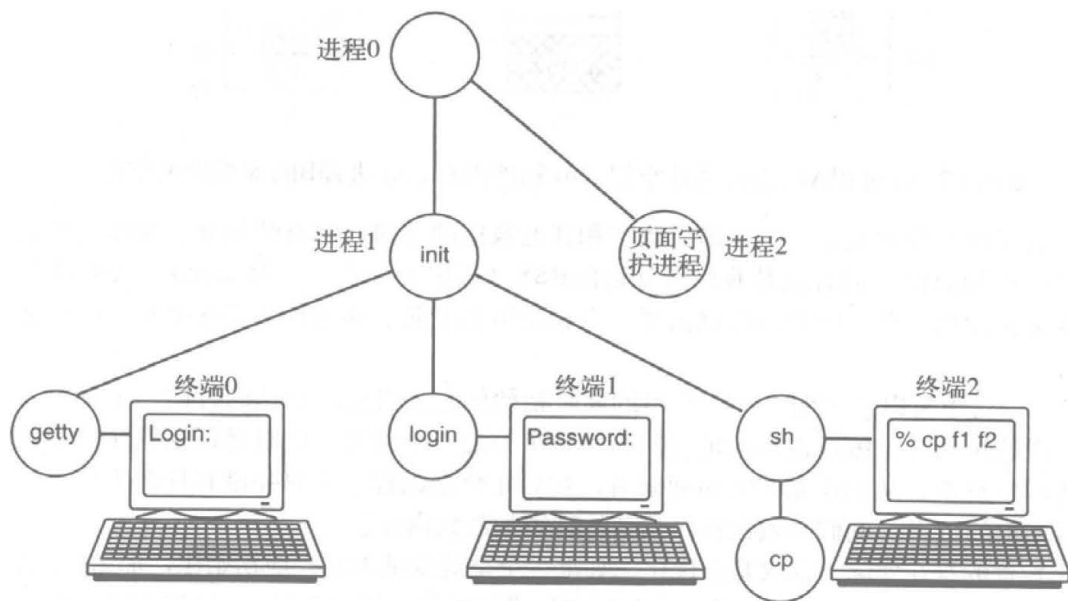 进程0
进程1
init
页面守
护进程
进程2
终端0
终端1
终端2
getty
Login:
login
Password:
sh
% cp f1 f2
cp